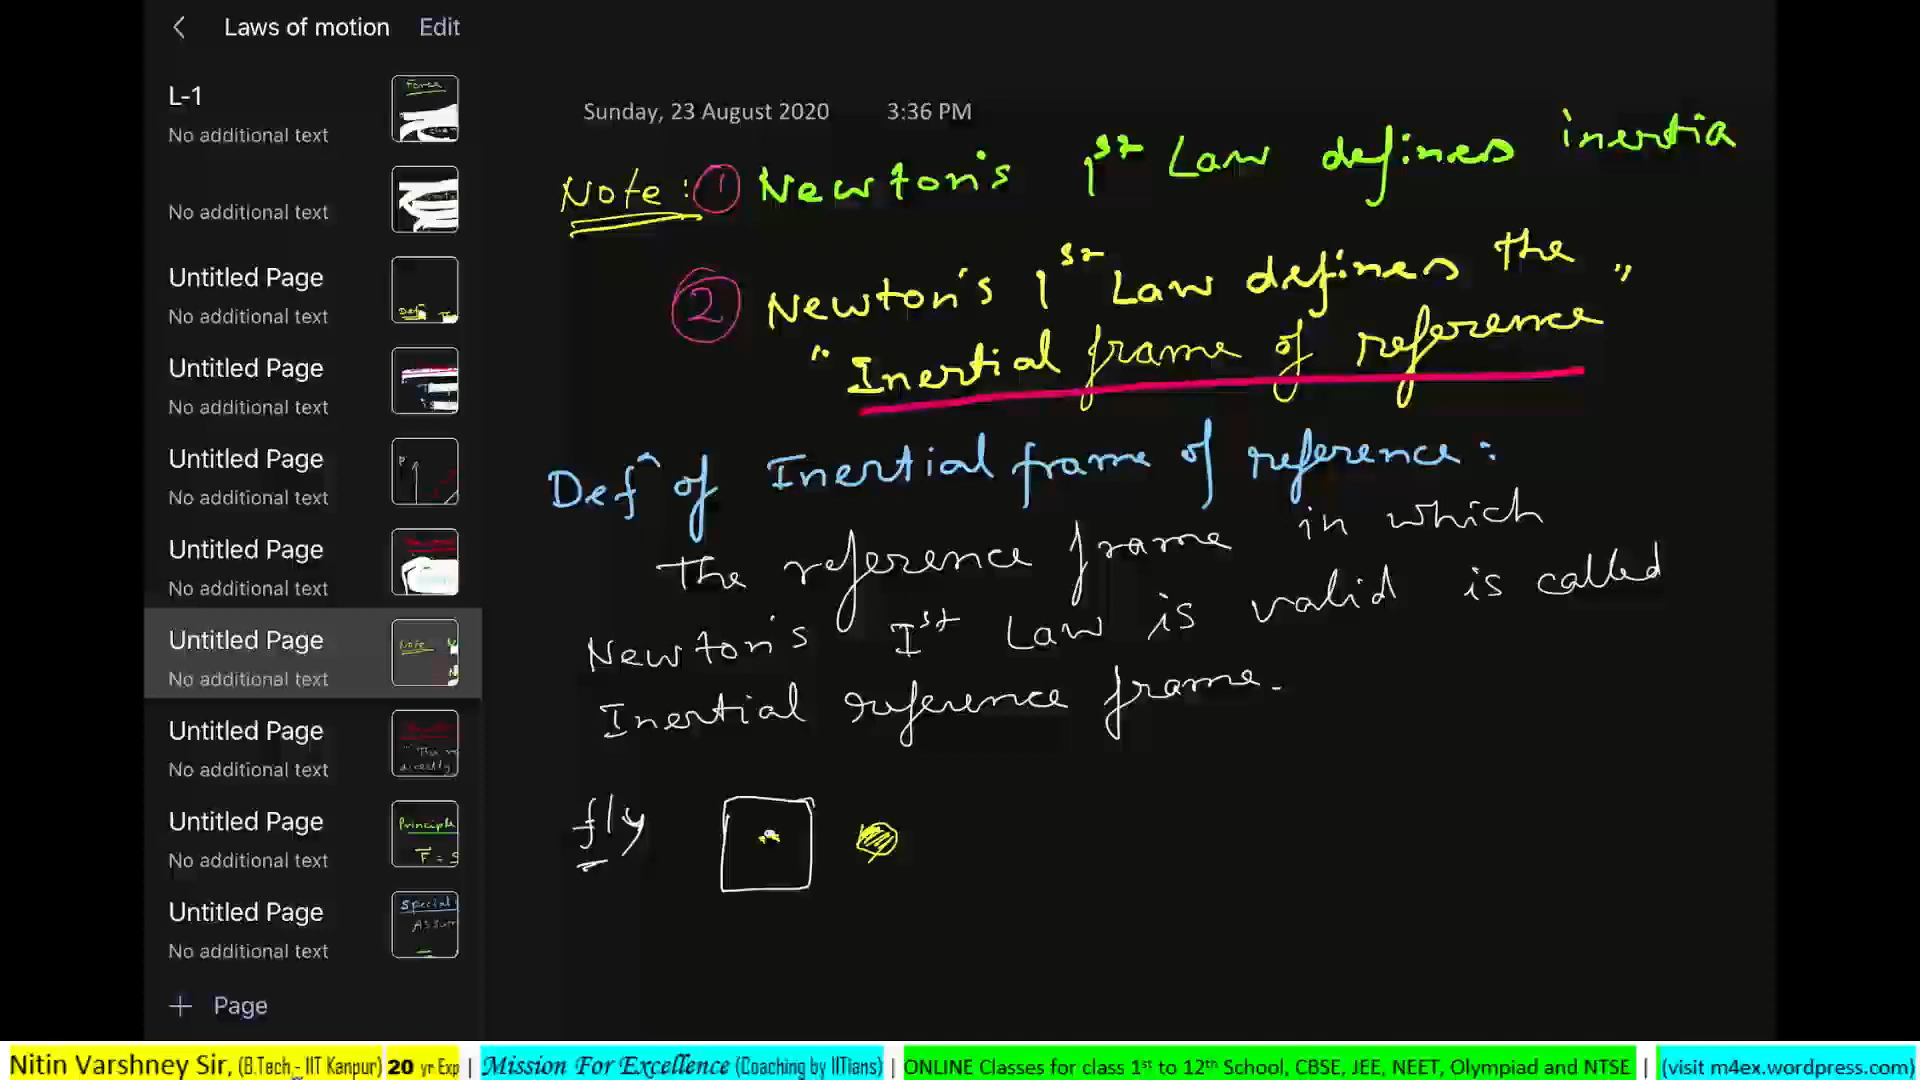 Laws of motion Edit
L-1
No additional text
No additional text
Untitled Page
No additional text
Untitled Page
No additional text
Untitled Page
No additional text
Untitled Page
No additional text
Untitled Page
No additional text
Untitled Page
No additional text
Untitled Page
No additional text
Untitled Page
No additional text
+ Page
Force
Note
Principle
Special
Sunday, 23 August 2020 3:36 PM
Note: ① Newton's 1st Law defines inertia
② Newton's 1st Law defines the
"Inertial frame of reference"
Defn of Inertial frame of reference:
The reference frame in which
Newton's Ist Law is valid is called
Inertial reference frame.
fly
Nitin Varshney Sir, (B.Tech,- IIT Kanpur) 20 yr Exp | Mission For Excellence (Coaching by IITians) | ONLINE Classes for class 1st to 12th School, CBSE, JEE, NEET, Olympiad and NTSE | (visit m4ex.wordpress.com)